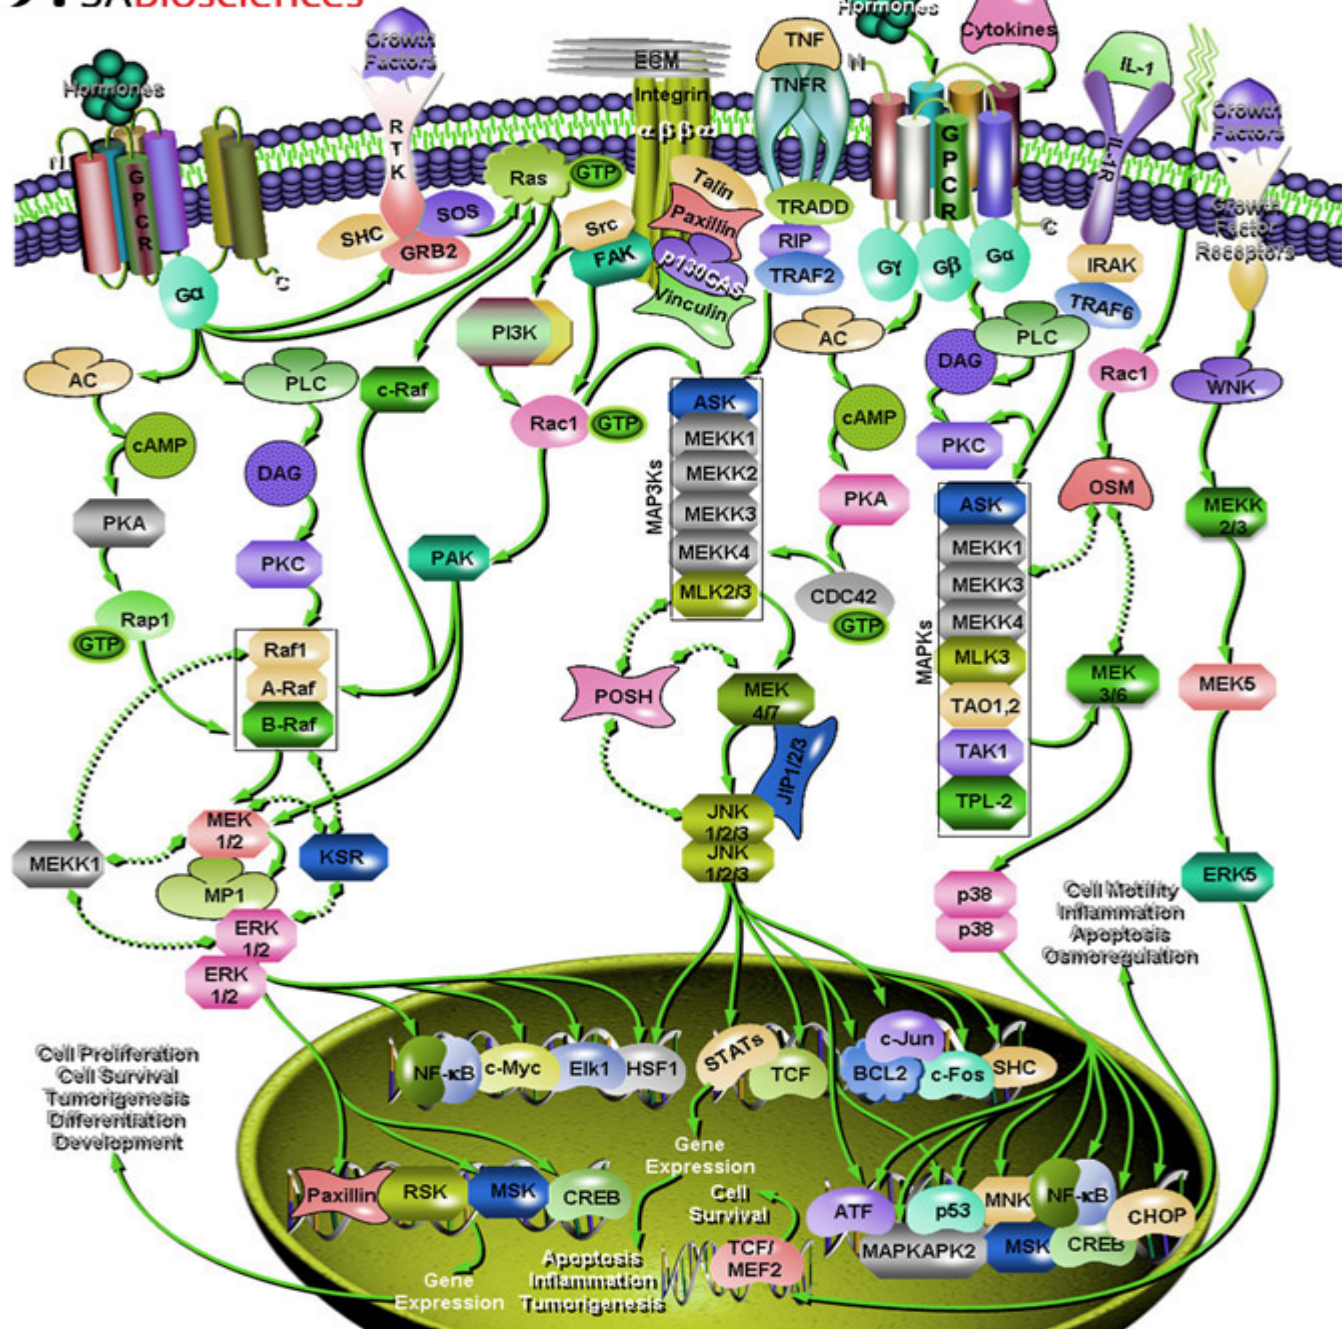 SABiosciences
Hormones
Growth
Factors
ECM
Integrin
α β β α
TNF
TNFR
Hormones
Cytokines
N
IL-1
IL-1R
Growth
Factors
N
GPCR
C
RTK
Ras
GTP
SHC
SOS
GRB2
Src
FAK
Talin
Paxillin
p130CAS
Vinculin
TRADD
RIP
TRAF2
GPCR
C
Gγ
Gβ
Gα
IRAK
TRAF6
Growth
Factor
Receptors
Gα
PI3K
AC
PLC
AC
PLC
c-Raf
DAG
Rac1
WNK
Rac1
GTP
cAMP
DAG
cAMP
PKC
PKA
PKC
PAK
Rap1
GTP
MAP3Ks
ASK
MEKK1
MEKK2
MEKK3
MEKK4
MLK2/3
PKA
CDC42
GTP
OSM
MAPKs
ASK
MEKK1
MEKK3
MEKK4
MLK3
TAO1,2
TAK1
TPL-2
MEKK
2/3
Raf1
A-Raf
B-Raf
POSH
MEK
4/7
JIP1/2/3
MEK
3/6
MEK5
MEK
1/2
MEKK1
KSR
MP1
JNK
1/2/3
JNK
1/2/3
ERK5
ERK
1/2
ERK
1/2
p38
p38
Cell Motility
Inflammation
Apoptosis
Osmoregulation
Cell Proliferation
Cell Survival
Tumorigenesis
Differentiation
Development
NF-κB
c-Myc
Elk1
HSF1
STATs
TCF
c-Jun
BCL2
c-Fos
SHC
Gene
Expression
Paxillin
RSK
MSK
CREB
Cell
Survival
ATF
p53
MNK
NF-κB
CHOP
MAPKAPK2
MSK
CREB
TCF/
MEF2
Apoptosis
Inflammation
Tumorigenesis
Gene
Expression